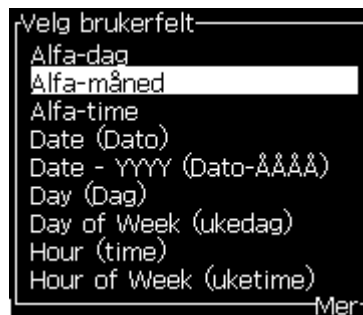 Velg brukerfelt
Alfa-dag
Alfa-måned
Alfa-time
Date (Dato)
Date - YYYY (Dato-ÅÅÅÅ)
Day (Dag)
Day of Week (ukedag)
Hour (time)
Hour of Week (uketime)
Mer